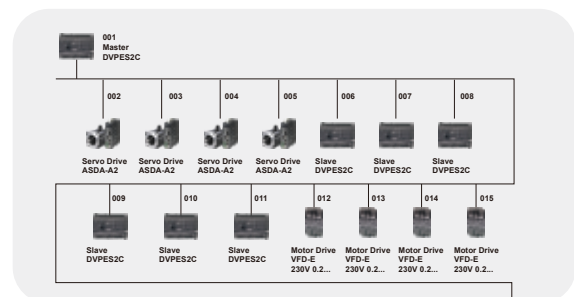 001
Master
DVPES2C
002 003 004 005 006 007 008
Servo Drive Servo Drive Servo Drive Servo Drive Slave Slave Slave
ASDA-A2 ASDA-A2 ASDA-A2 ASDA-A2 DVPES2C DVPES2C DVPES2C
009 010 011 012 013 014 015
Slave Slave Slave Motor Drive Motor Drive Motor Drive Motor Drive
DVPES2C DVPES2C DVPES2C VFD-E VFD-E VFD-E VFD-E
230V 0.2... 230V 0.2... 230V 0.2... 230V 0.2...